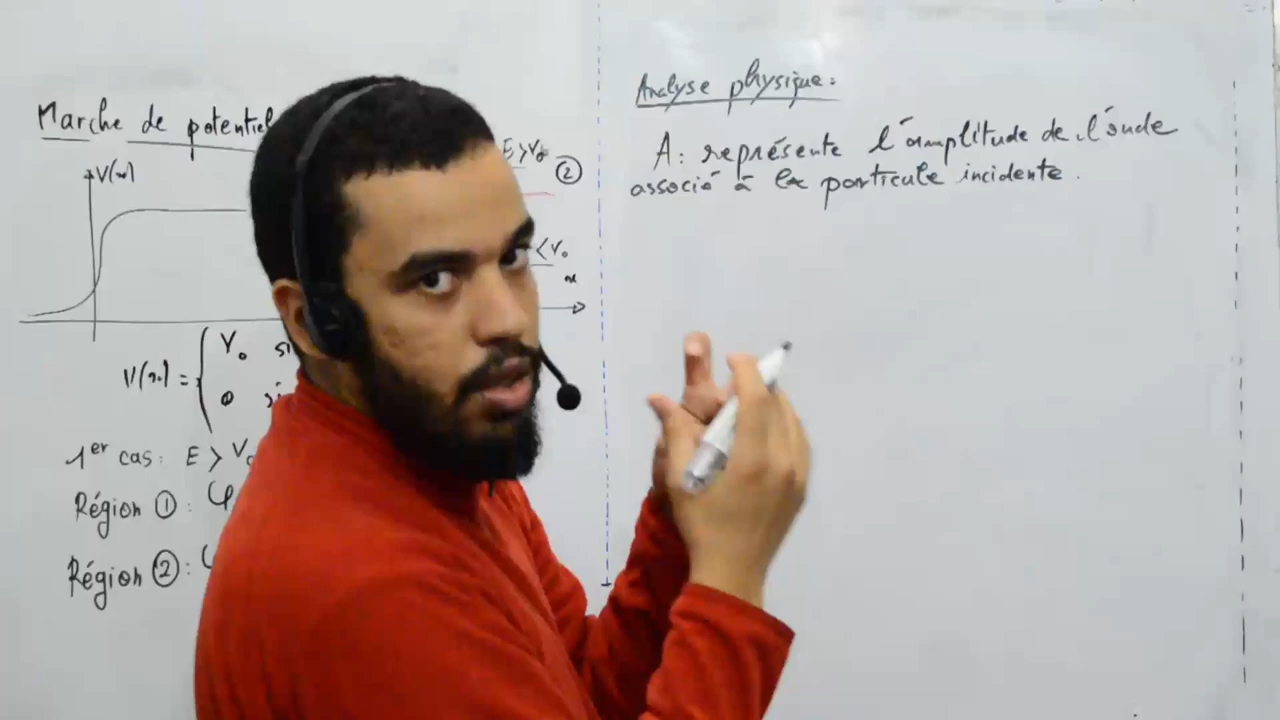 Marche de potentiel
V(x)
E>V₀ ②
<V₀
x
V(x) = { V₀ si
0 si
1er cas: E > V₀
Région ①: φ
Région ②:
Analyse physique:
A: représente l'amplitude de l'onde
associé à la particule incidente.